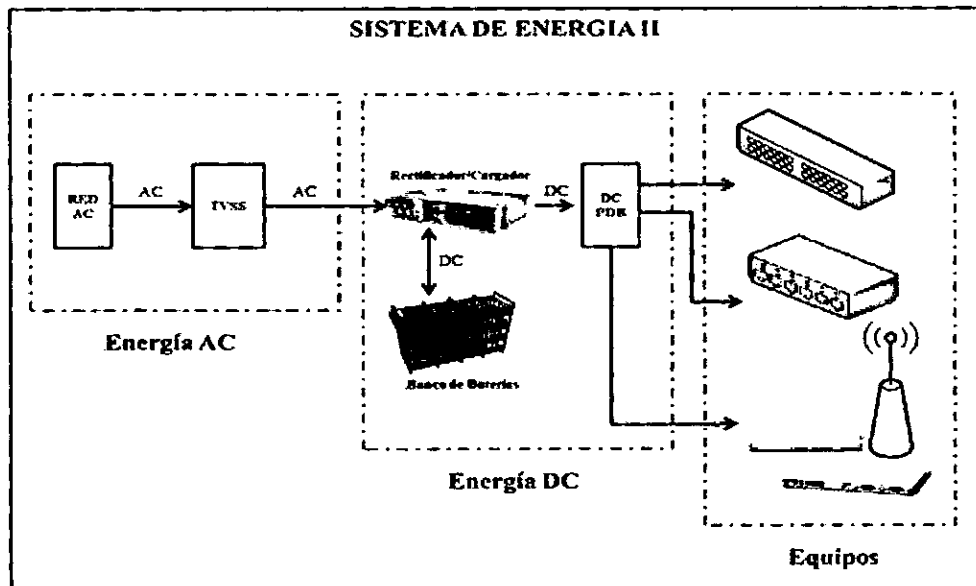 SISTEMA DE ENERGIA II
Rectificador/Cargador
RED
AC
AC
TVSS
AC
DC
DC
PDB
DC
Banco de Baterías
Energía AC
Energía DC
Equipos